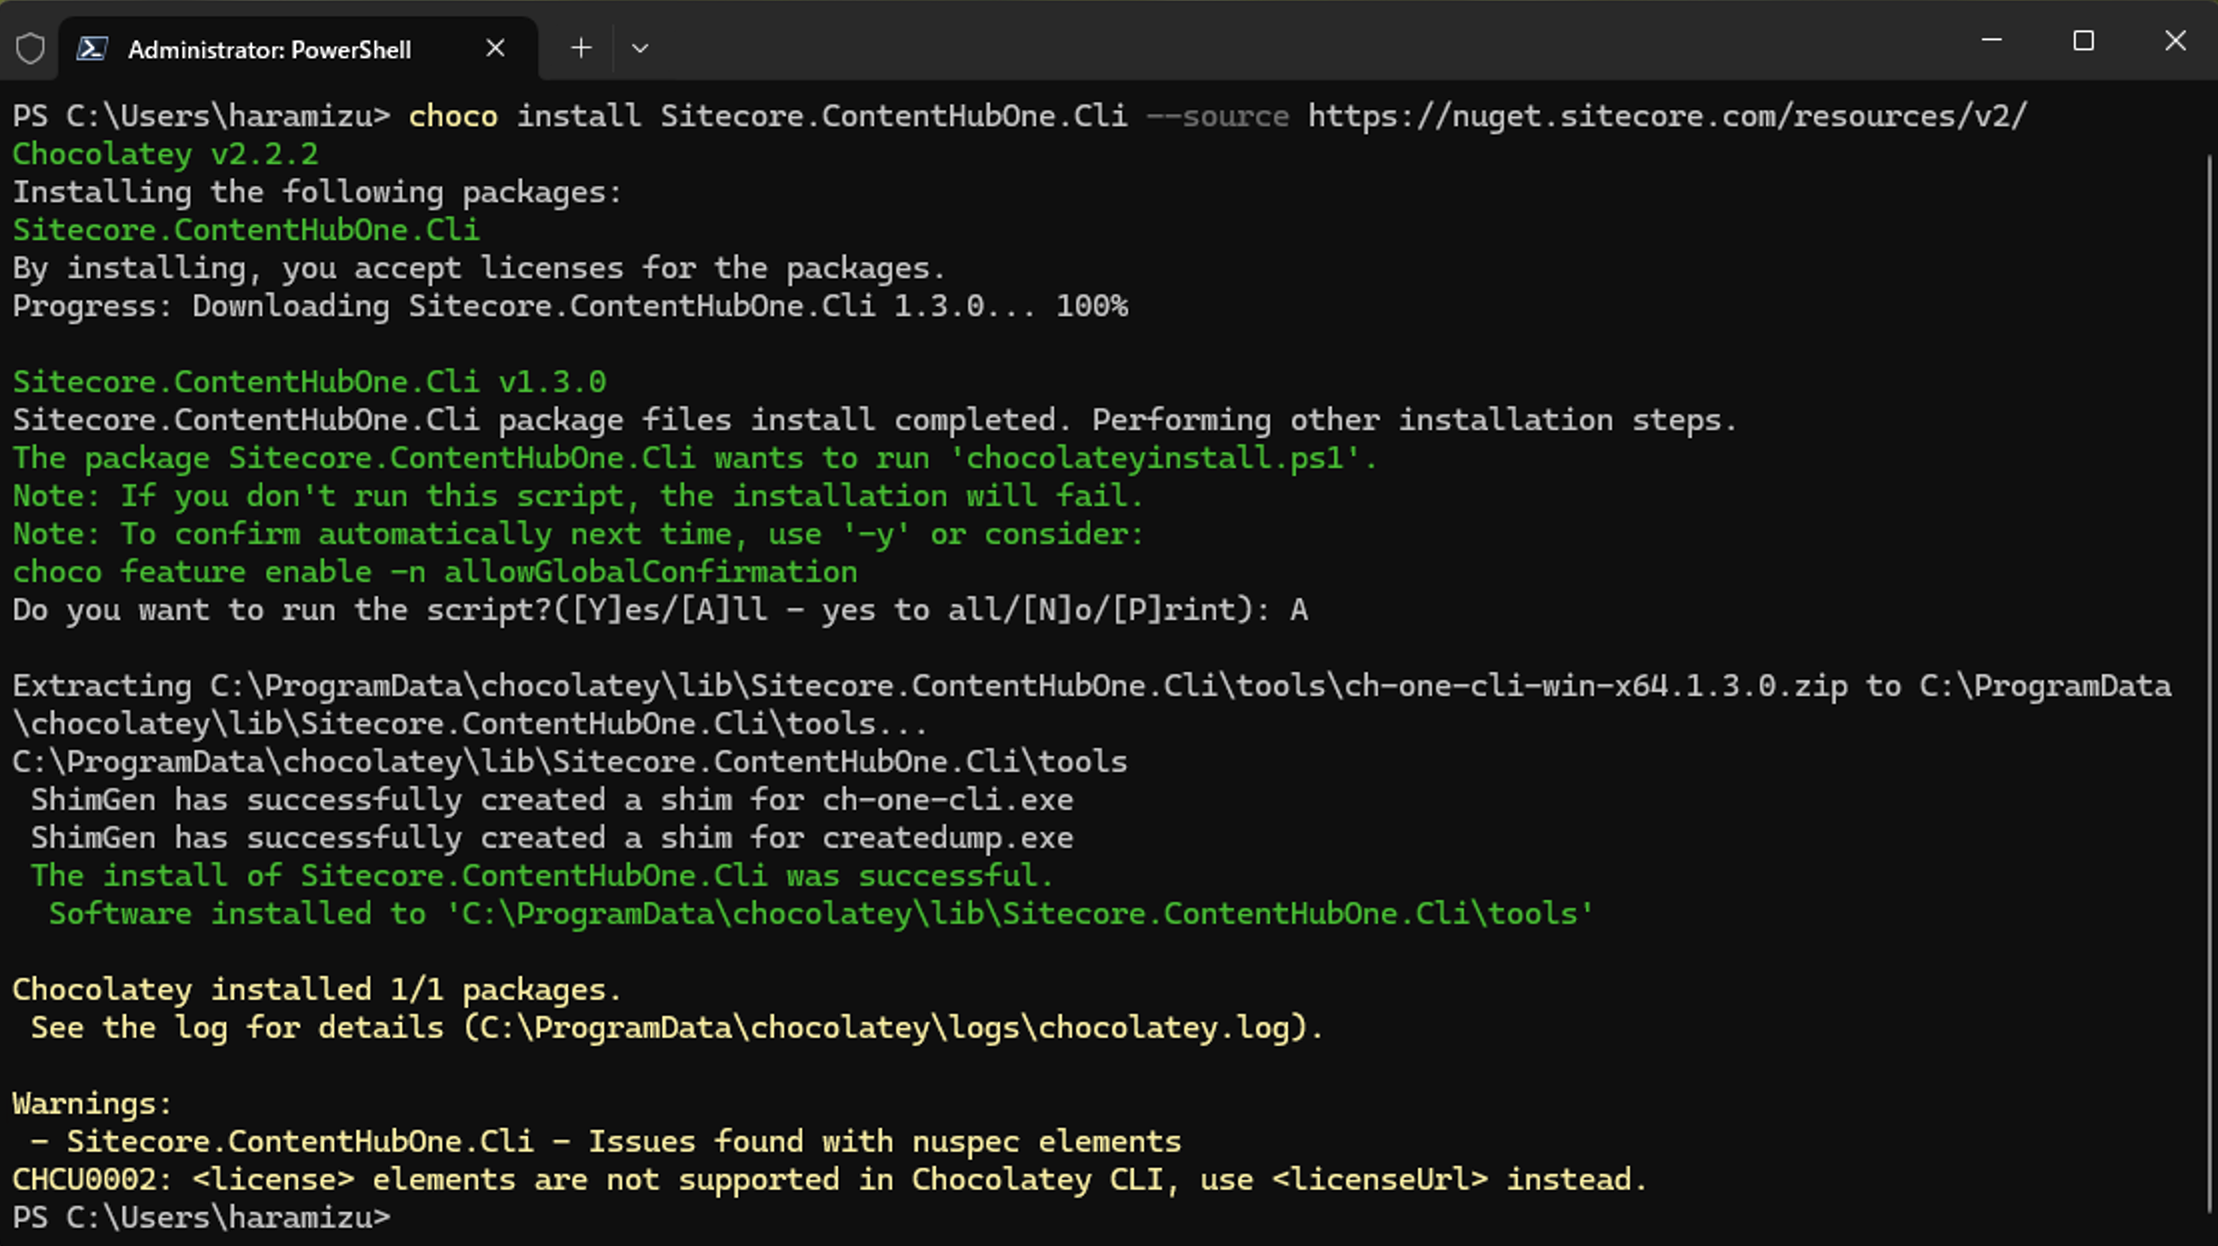 Administrator: PowerShell
PS C:\Users\haramizu> choco install Sitecore.ContentHubOne.Cli --source https://nuget.sitecore.com/resources/v2/
Chocolatey v2.2.2
Installing the following packages:
Sitecore.ContentHubOne.Cli
By installing, you accept licenses for the packages.
Progress: Downloading Sitecore.ContentHubOne.Cli 1.3.0... 100%
Sitecore.ContentHubOne.Cli v1.3.0
Sitecore.ContentHubOne.Cli package files install completed. Performing other installation steps.
The package Sitecore.ContentHubOne.Cli wants to run 'chocolateyinstall.ps1'.
Note: If you don't run this script, the installation will fail.
Note: To confirm automatically next time, use '-y' or consider:
choco feature enable -n allowGlobalConfirmation
Do you want to run the script?([Y]es/[A]ll - yes to all/[N]o/[P]rint): A
Extracting C:\ProgramData\chocolatey\lib\Sitecore.ContentHubOne.Cli\tools\ch-one-cli-win-x64.1.3.0.zip to C:\ProgramData
\chocolatey\lib\Sitecore.ContentHubOne.Cli\tools...
C:\ProgramData\chocolatey\lib\Sitecore.ContentHubOne.Cli\tools
ShimGen has successfully created a shim for ch-one-cli.exe
ShimGen has successfully created a shim for createdump.exe
The install of Sitecore.ContentHubOne.Cli was successful.
Software installed to 'C:\ProgramData\chocolatey\lib\Sitecore.ContentHubOne.Cli\tools'
Chocolatey installed 1/1 packages.
See the log for details (C:\ProgramData\chocolatey\logs\chocolatey.log).
Warnings:
- Sitecore.ContentHubOne.Cli - Issues found with nuspec elements
CHCU0002: <license> elements are not supported in Chocolatey CLI, use <licenseUrl> instead.
PS C:\Users\haramizu>